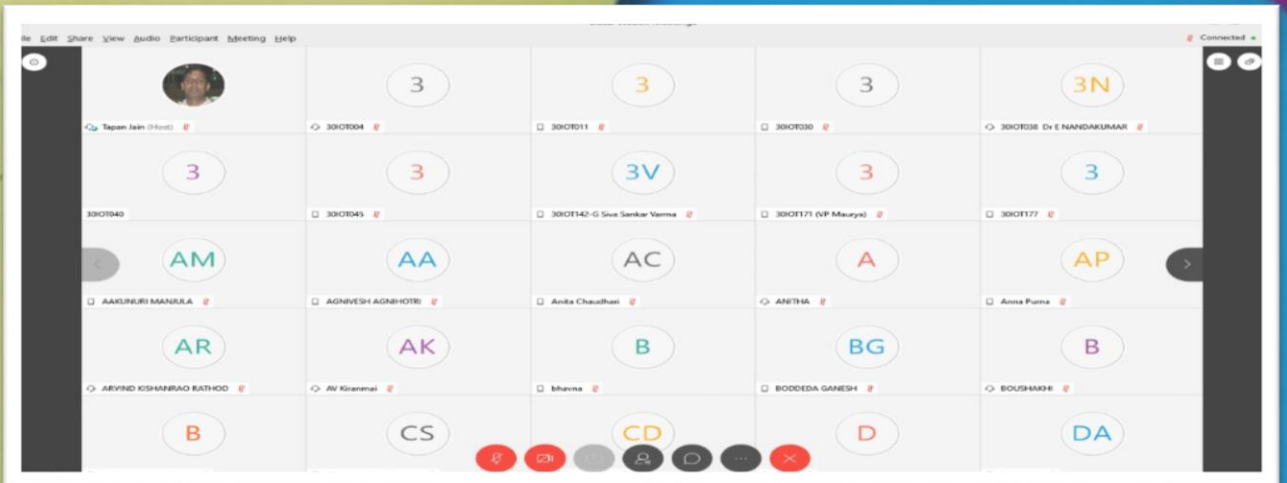 Edit Share View Audio Participant Meeting Help
Connected
3 3 3 3N
Tapan Jain (Host) 30IOT004 30IOT011 30IOT030 30IOT038 Dr E NANDAKUMAR
3 3 3V 3 3
30IOT040 30IOT045 30IOT142-G Siva Sankar Varma 30IOT171 (VP Maurya) 30IOT177
AM AA AC A AP
AAKUNURI MANJULA AGNIVESH AGNIHOTRI Anita Chaudhari ANITHA Anna Purna
AR AK B BG B
ARVIND KISHANRAO RATHOD AV Kiranmai bhavna BODDEDA GANESH BOUSHAKHI
B CS CD D DA